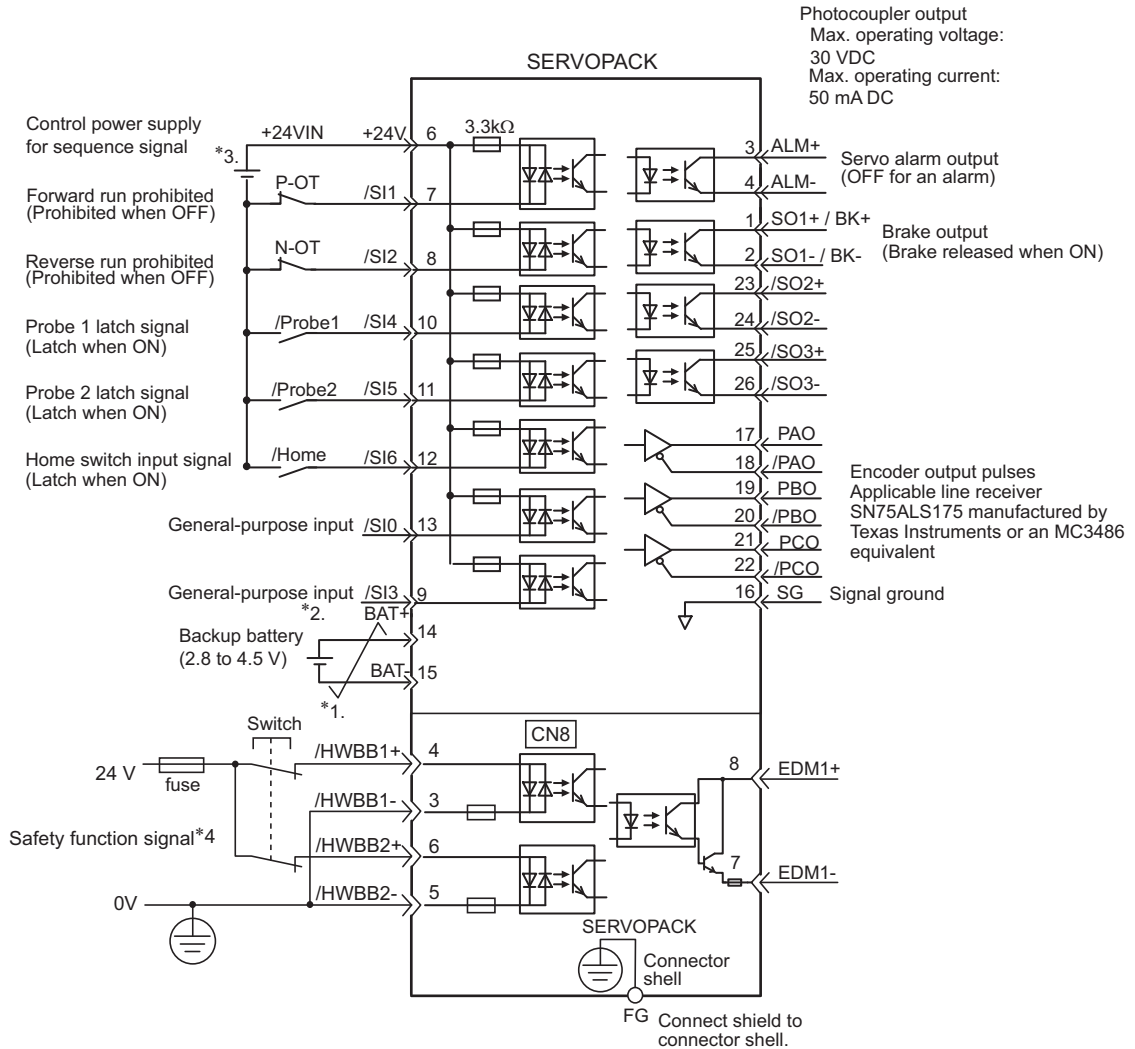 Photocoupler output
Max. operating voltage:
30 VDC
Max. operating current:
50 mA DC
SERVOPACK
Control power supply
for sequence signal
*3.
+24VIN
+24V
6
3.3kΩ
Forward run prohibited
(Prohibited when OFF)
P-OT
/SI1
7
Reverse run prohibited
(Prohibited when OFF)
N-OT
/SI2
8
Probe 1 latch signal
(Latch when ON)
/Probe1
/SI4
10
Probe 2 latch signal
(Latch when ON)
/Probe2
/SI5
11
Home switch input signal
(Latch when ON)
/Home
/SI6
12
General-purpose input
/SI0
13
General-purpose input
/SI3
9
*2.
BAT+
14
Backup battery
(2.8 to 4.5 V)
BAT-
15
*1.
3
ALM+
4
ALM-
Servo alarm output
(OFF for an alarm)
1
SO1+ / BK+
2
SO1- / BK-
Brake output
(Brake released when ON)
23
/SO2+
24
/SO2-
25
/SO3+
26
/SO3-
17
PAO
18
/PAO
19
PBO
20
/PBO
21
PCO
22
/PCO
Encoder output pulses
Applicable line receiver
SN75ALS175 manufactured by
Texas Instruments or an MC3486
equivalent
16
SG
Signal ground
Switch
CN8
24 V
fuse
/HWBB1+
4
/HWBB1-
3
Safety function signal*4
/HWBB2+
6
/HWBB2-
5
0V
8
EDM1+
7
EDM1-
SERVOPACK
Connector
shell
FG
Connect shield to
connector shell.